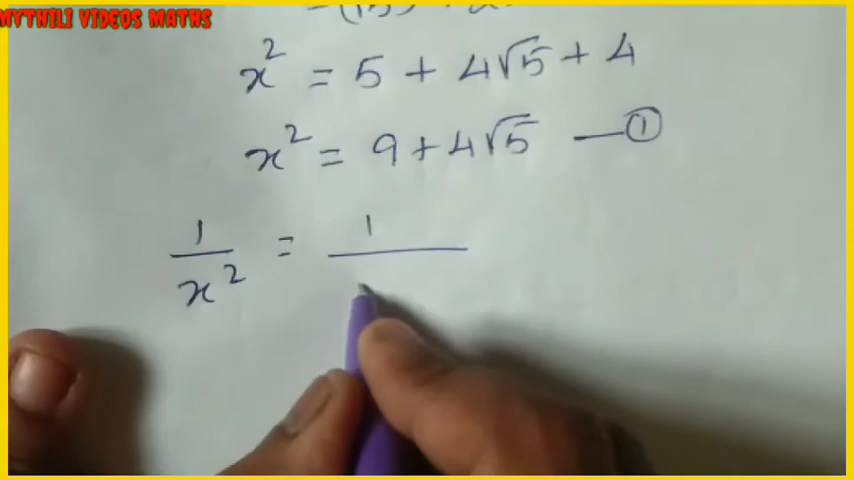 MYTHILI VIDEOS MATHS
x² = 5 + 4√5 + 4
x² = 9 + 4√5 —①
1/x² = 1/